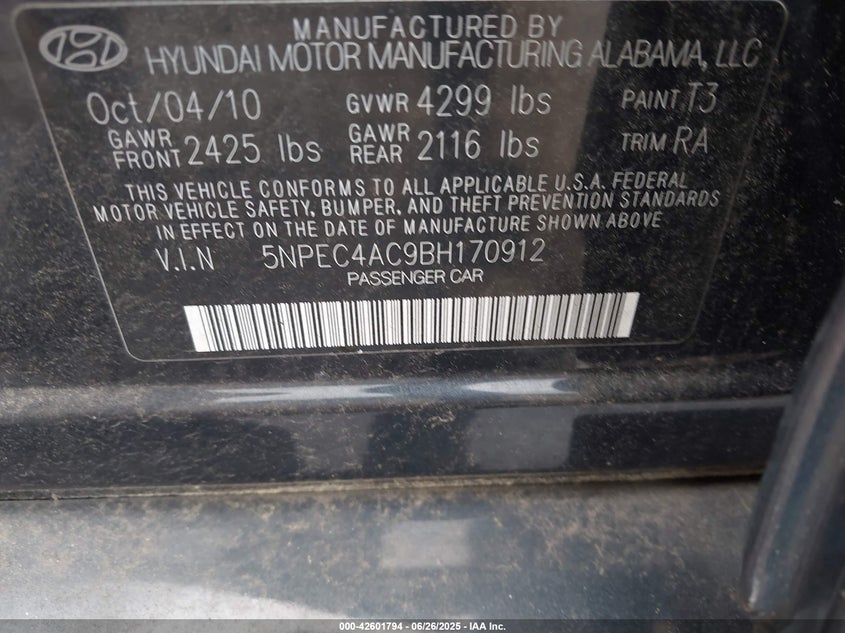 MANUFACTURED BY
HYUNDAI MOTOR MANUFACTURING ALABAMA, LLC
Oct/04/10 GVWR 4299 lbs PAINT T3
GAWR FRONT 2425 lbs GAWR REAR 2116 lbs TRIM RA
THIS VEHICLE CONFORMS TO ALL APPLICABLE U.S.A. FEDERAL
MOTOR VEHICLE SAFETY, BUMPER, AND THEFT PREVENTION STANDARDS
IN EFFECT ON THE DATE OF MANUFACTURE SHOWN ABOVE
V.I.N 5NPEC4AC9BH170912
PASSENGER CAR
000-42601794 - 06/26/2025 - IAA Inc.